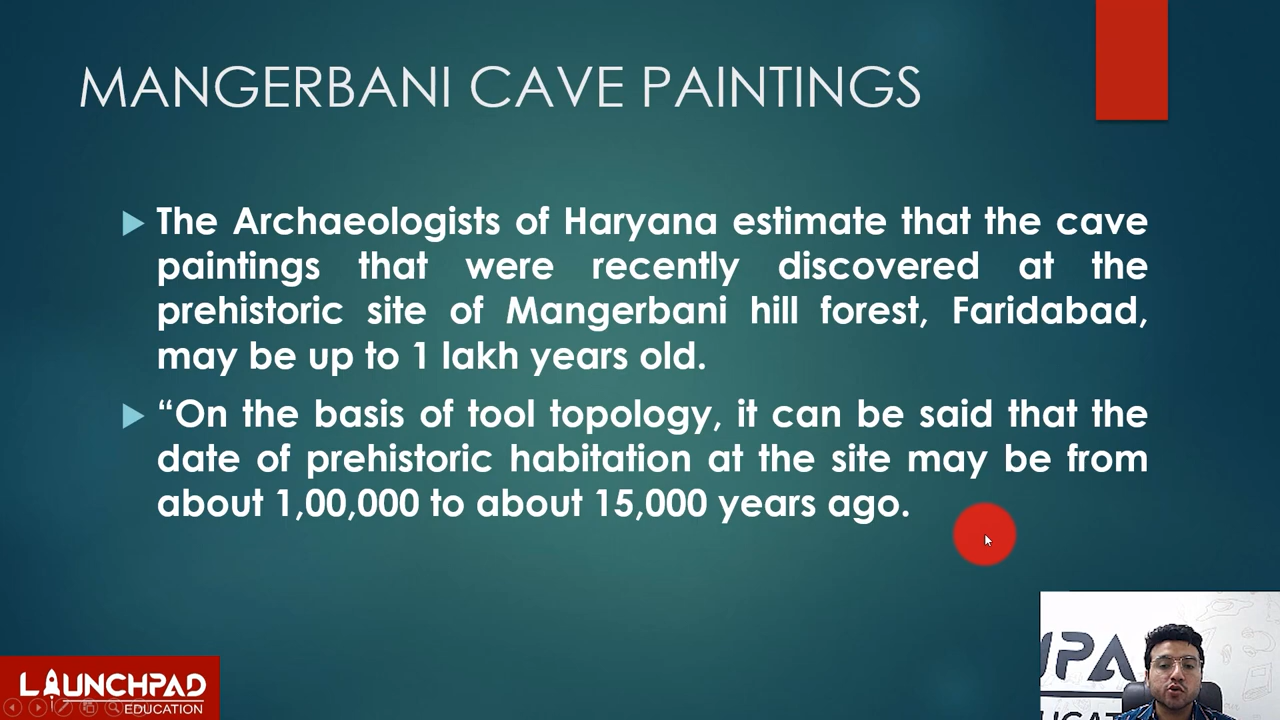 MANGERBANI CAVE PAINTINGS
The Archaeologists of Haryana estimate that the cave
paintings that were recently discovered at the
prehistoric site of Mangerbani hill forest, Faridabad,
may be up to 1 lakh years old.
“On the basis of tool topology, it can be said that the
date of prehistoric habitation at the site may be from
about 1,00,000 to about 15,000 years ago.
LAUNCHPAD
EDUCATION